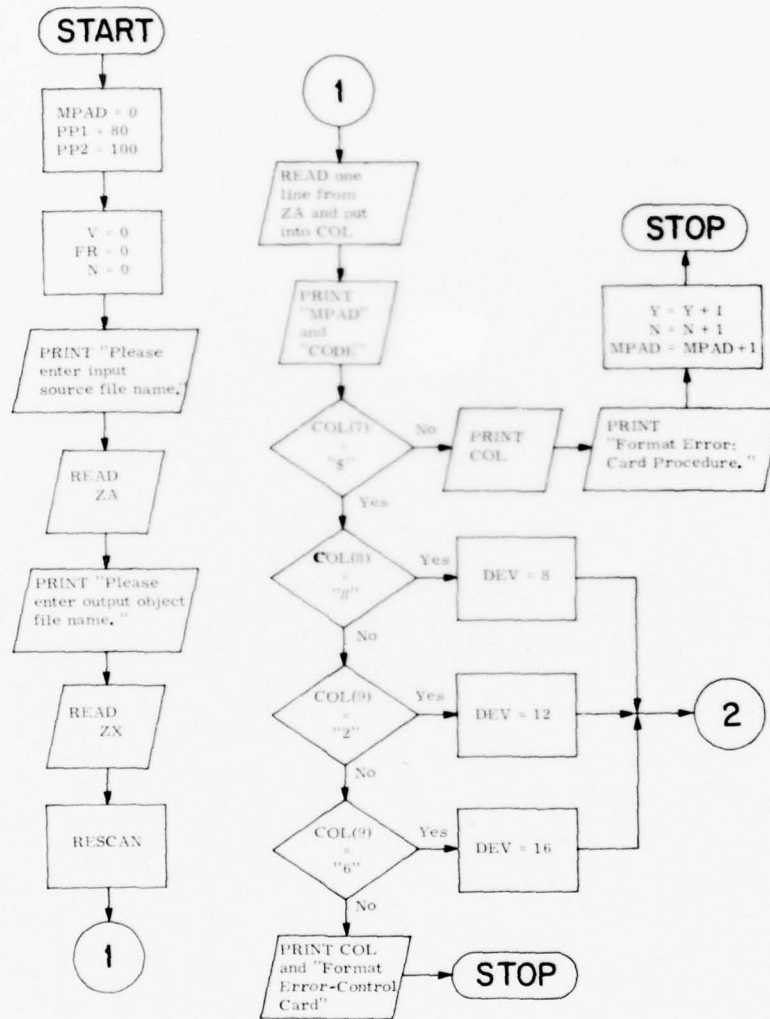 START
MPAD = 0
PP1 = 80
PP2 = 100
V = 0
FR = 0
N = 0
PRINT "Please
enter input
source file name."
READ
ZA
PRINT "Please
enter output object
file name. "
READ
ZX
RESCAN
1
1
READ one
line from
ZA and put
into COL
PRINT
"MPAD"
and
"CODE"
COL(7)
=
"$"
No
Yes
PRINT
COL
PRINT
"Format Error:
Card Procedure. "
Y = Y + 1
N = N + 1
MPAD = MPAD+1
STOP
COL(8)
=
"8"
Yes
No
DEV = 8
COL(9)
=
"2"
Yes
No
DEV = 12
COL(9)
=
"6"
Yes
No
DEV = 16
2
PRINT COL
and "Format
Error-Control
Card"
STOP